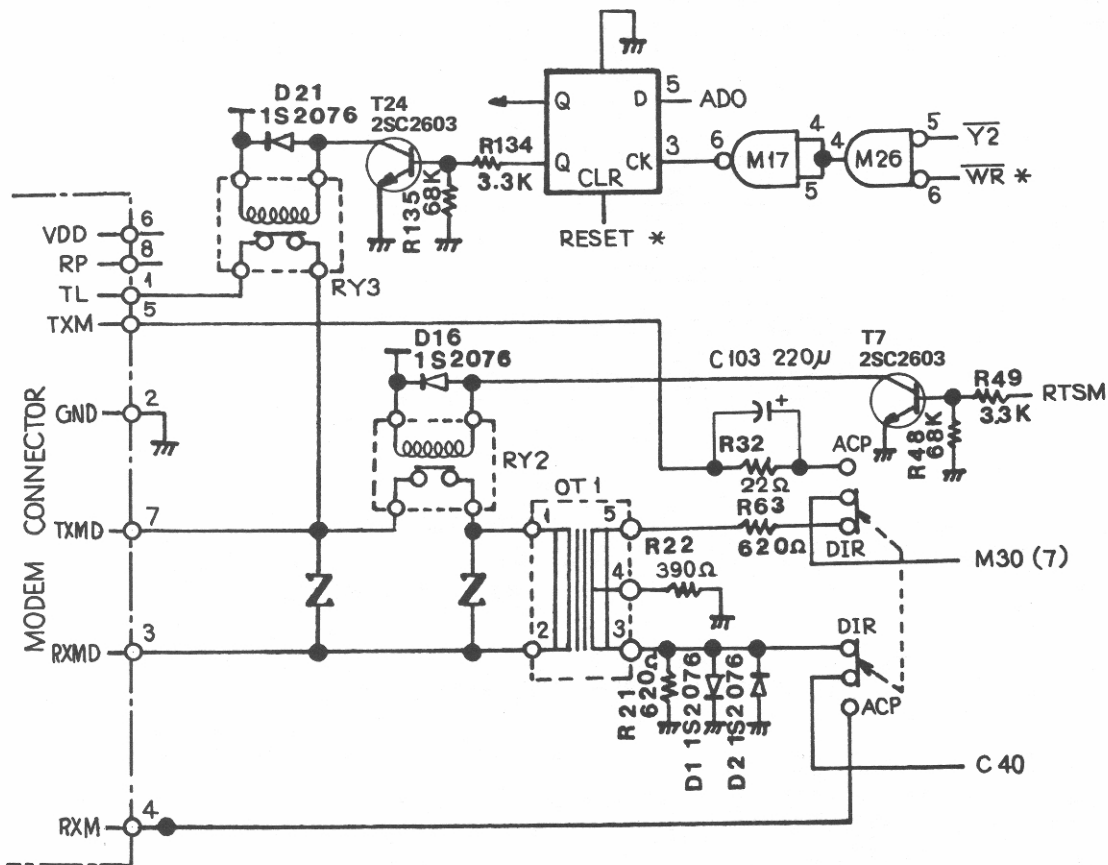 D21
1S2076
T24
2SC2603
R134
3.3K
R135
68K
Q
D
5
ADO
Q
CK
3
CLR
RESET *
6
M17
4
5
4
M26
5
Y2
6
WR *
VDD
6
RP
8
TL
1
TXM
5
RY3
D16
1S2076
C103 220μ
T7
2SC2603
R49
3.3K
RTSM
R48
68K
GND
2
RY2
R32
22Ω
ACP
MODEM CONNECTOR
TXMD
7
OT1
1
5
R63
620Ω
DIR
M30 (7)
R22
390Ω
4
RXMD
3
2
3
R21
620Ω
D1 1S2076
D2 1S2076
DIR
ACP
C40
RXM
4
+